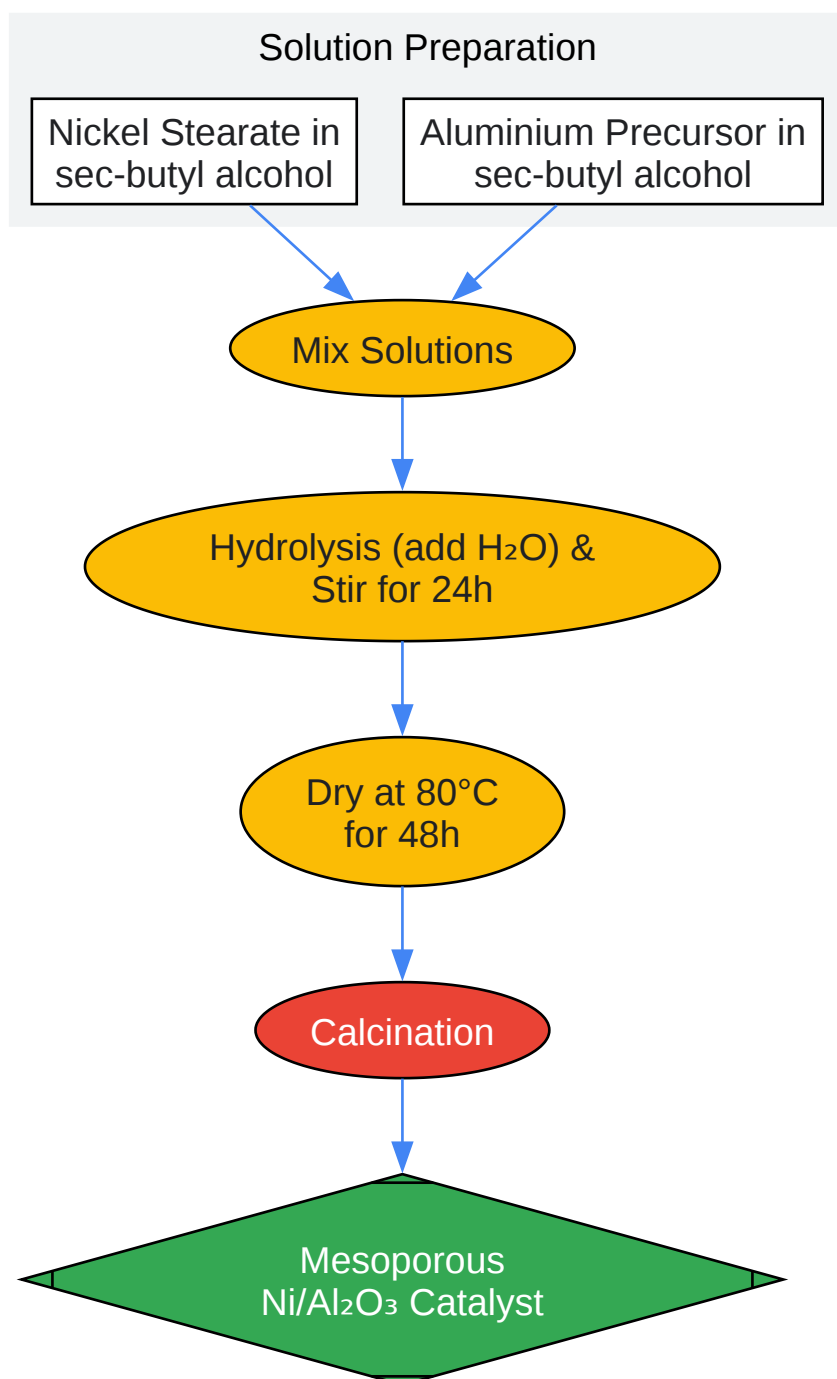 Solution Preparation
Nickel Stearate in
sec-butyl alcohol
Aluminium Precursor in
sec-butyl alcohol
Mix Solutions
Hydrolysis (add H₂O) &
Stir for 24h
Dry at 80°C
for 48h
Calcination
Mesoporous
Ni/Al₂O₃ Catalyst